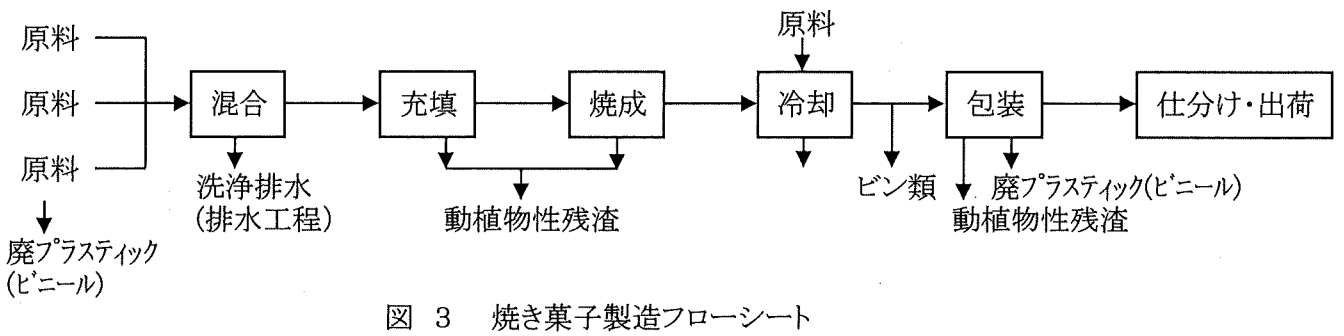 原料
原料
原料
原料
混合
充填
焼成
冷却
包装
仕分け・出荷
洗浄排水
(排水工程)
動植物性残渣
ビン類
廃プラスティック(ビニール)
動植物性残渣
廃プラスティック
(ビニール)
図 3 焼き菓子製造フローシート